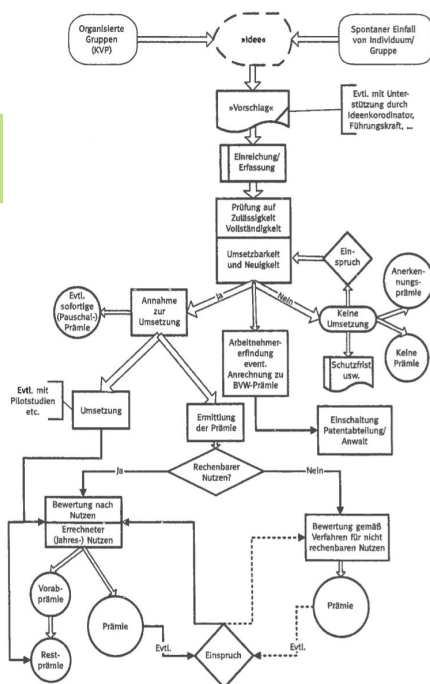 Organisierte
Gruppen
(KVP)
»Idee«
Spontaner Einfall
von Individuum/
Gruppe
»Vorschlag«
Evtl. mit Unter-
stützung durch
Ideenkorodinator,
Führungskraft, ...
Einreichung/
Erfassung
Prüfung auf
Zulässigkeit
Vollständigkeit
Umsetzbarkeit
und Neuigkeit
Ein-
spruch
Anerken-
nungs-
prämie
Ja
Nein
Evtl.
sofortige
(Pauschal-)
Prämie
Annahme
zur
Umsetzung
Keine
Umsetzung
Arbeitnehmer-
erfindung
event.
Anrechnung zu
BVW-Prämie
Schutzfrist
usw.
Keine
Prämie
Evtl. mit
Pilotstudien
etc.
Umsetzung
Ermittlung
der Prämie
Einschaltung
Patentabteilung/
Anwalt
Ja
Rechenbarer
Nutzen?
Nein
Bewertung nach
Nutzen
Errechneter
(Jahres-) Nutzen
Bewertung gemäß
Verfahren für nicht
rechenbaren Nutzen
Vorab-
prämie
Prämie
Prämie
Rest-
prämie
Evtl.
Einspruch
Evtl.